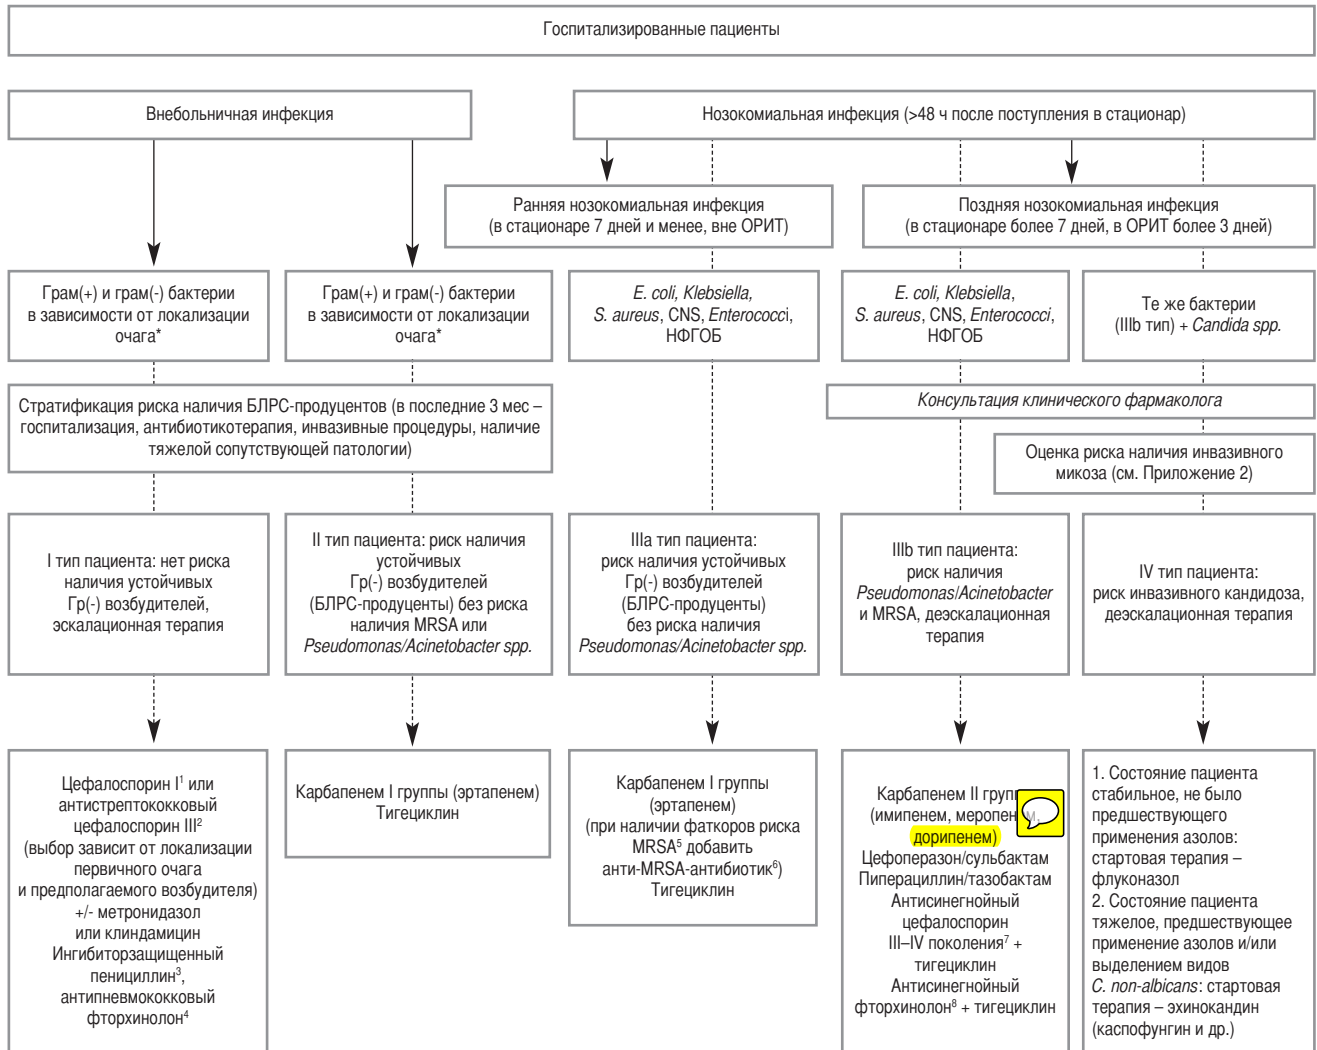 Госпитализированные пациенты
Внебольничная инфекция
Нозокомиальная инфекция (>48 ч после поступления в стационар)
Ранняя нозокомиальная инфекция
(в стационаре 7 дней и менее, вне ОРИТ)
Поздняя нозокомиальная инфекция
(в стационаре более 7 дней, в ОРИТ более 3 дней)
Грам(+) и грам(-) бактерии
в зависимости от локализации
очага*
Грам(+) и грам(-) бактерии
в зависимости от локализации
очага*
E. coli, Klebsiella,
S. aureus, CNS, Enterococci,
НФГОБ
E. coli, Klebsiella,
S. aureus, CNS, Enterococci,
НФГОБ
Те же бактерии
(IIIb тип) + Candida spp.
Стратификация риска наличия БЛРС-продуцентов (в последние 3 мес –
госпитализация, антибиотикотерапия, инвазивные процедуры, наличие
тяжелой сопутствующей патологии)
Консультация клинического фармаколога
Оценка риска наличия инвазивного
микоза (см. Приложение 2)
I тип пациента: нет риска
наличия устойчивых
Гр(-) возбудителей,
эскалационная терапия
II тип пациента: риск наличия
устойчивых
Гр(-) возбудителей
(БЛРС-продуценты) без риска
наличия MRSA или
Pseudomonas/Acinetobacter spp.
IIIa тип пациента:
риск наличия устойчивых
Гр(-) возбудителей
(БЛРС-продуценты)
без риска наличия
Pseudomonas/Acinetobacter spp.
IIIb тип пациента:
риск наличия
Pseudomonas/Acinetobacter
и MRSA, деэскалационная
терапия
IV тип пациента:
риск инвазивного кандидоза,
деэскалационная терапия
Цефалоспорин I¹ или
антистрептококковый
цефалоспорин III²
(выбор зависит от локализации
первичного очага
и предполагаемого возбудителя)
+/- метронидазол
или клиндамицин
Ингибиторзащищенный
пенициллин³,
антипневмококковый
фторхинолон⁴
Карбапенем I группы (эртапенем)
Тигециклин
Карбапенем I группы
(эртапенем)
(при наличии фаткоров риска
MRSA⁵ добавить
анти-MRSA-антибиотик⁶)
Тигециклин
Карбапенем II
(имипенем,
дорипенем)
Цефоперазон/сульбактам
Пиперациллин/тазобактам
Антисинегнойный
цефалоспорин
III–IV поколения⁷ +
тигециклин
Антисинегнойный
фторхинолон⁸ + тигециклин
1. Состояние пациента
стабильное, не было
предшествующего
применения азолов:
стартовая терапия –
флуконазол
2. Состояние пациента
тяжелое, предшествующее
применение азолов и/или
выделением видов
C. non-albicans: стартовая
терапия – эхинокандин
(каспофунгин и др.)